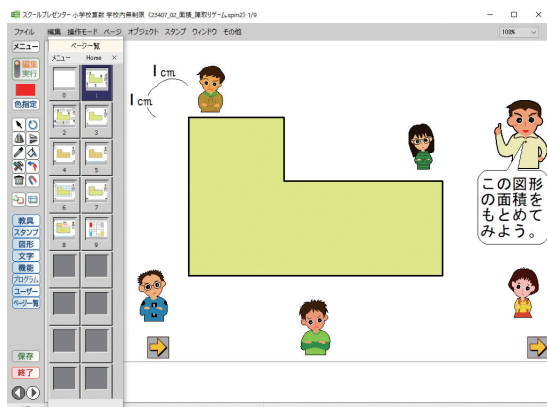 スクールプレゼンター 小学校算数 学校内無制限 (23407_02_面積_陣取りゲーム.spm2) 1/9
ファイル 編集 操作モード ページ オブジェクト スタンプ ウィンドウ その他
100%
メニュー
編集
実行
色指定
教具
スタンプ
図形
文字
機能
プログラム
ユーザー
ページ一覧
保存
終了
ページ一覧
メニュー Home ×
0 1
2 3
4 5
6 7
8 9
1cm
1cm
この図形
の面積を
もとめて
みよう。